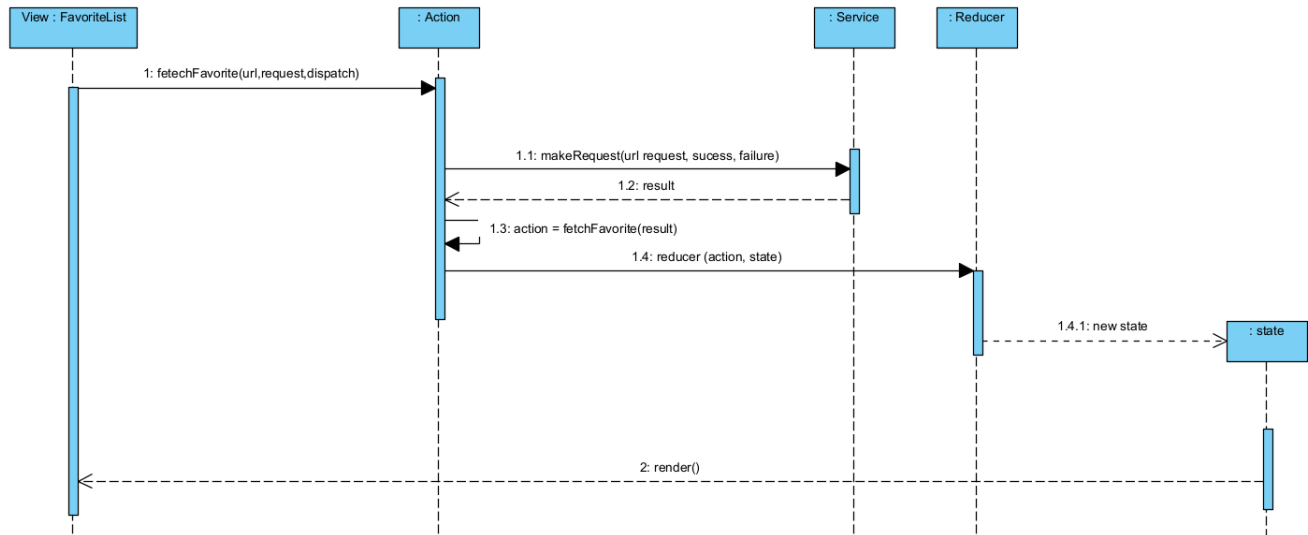 View : FavoriteList
: Action
: Service
: Reducer
1: fetechFavorite(url,request,dispatch)
1.1: makeRequest(url request, sucess, failure)
1.2: result
1.3: action = fetchFavorite(result)
1.4: reducer (action, state)
1.4.1: new state
: state
2: render()